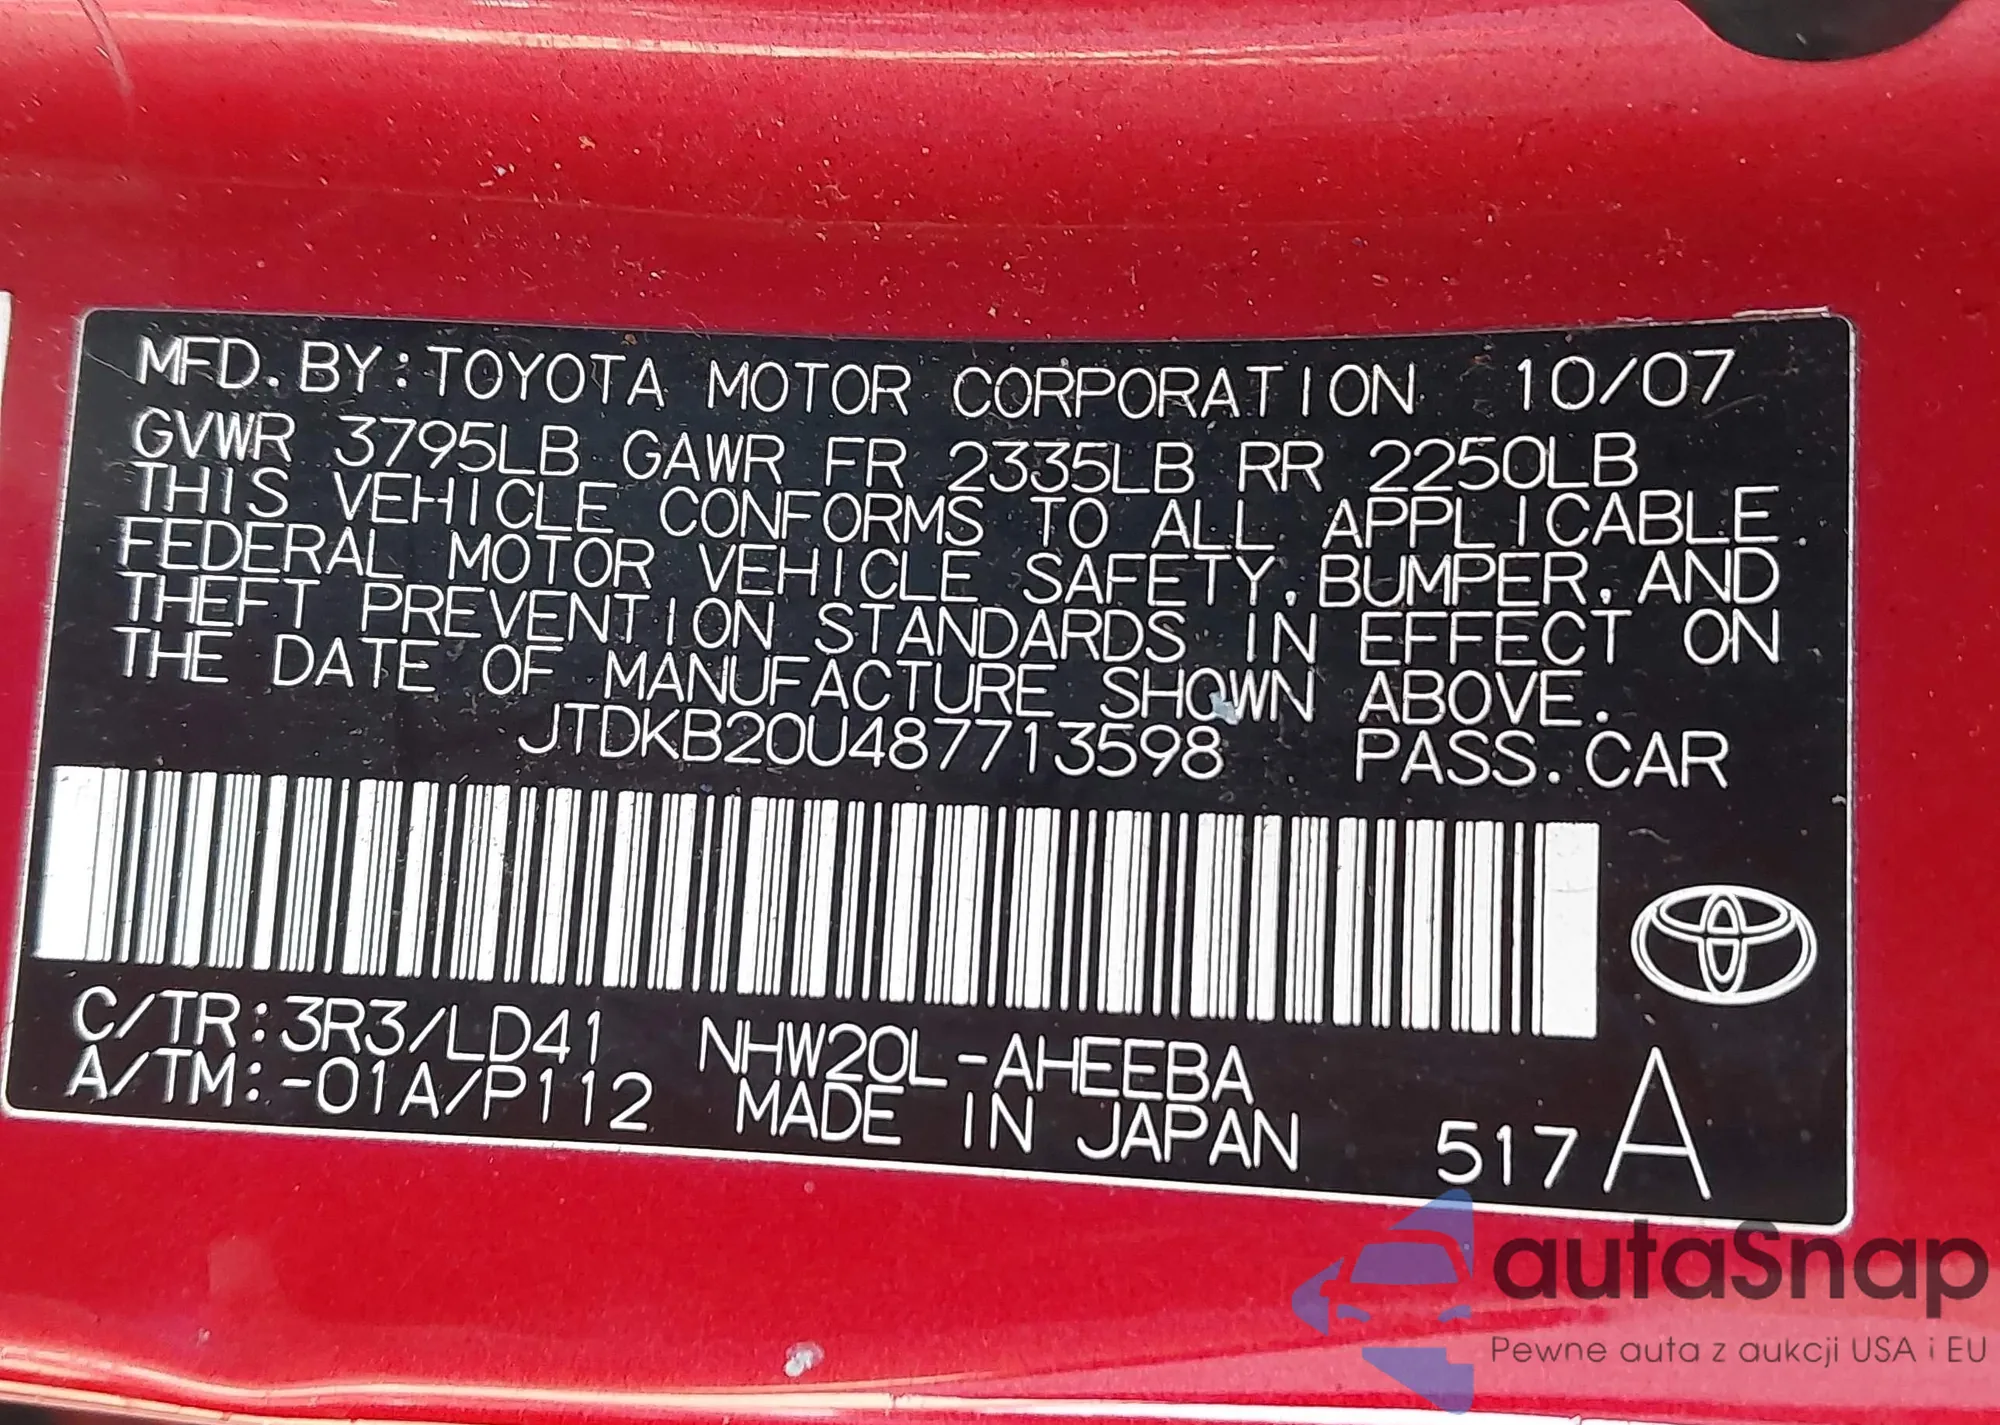 MFD. BY: TOYOTA MOTOR CORPORATION 10/07
GVWR 3795LB GAWR FR 2335LB RR 2250LB
THIS VEHICLE CONFORMS TO ALL APPLICABLE
FEDERAL MOTOR VEHICLE SAFETY, BUMPER, AND
THEFT PREVENTION STANDARDS IN EFFECT ON
THE DATE OF MANUFACTURE SHOWN ABOVE.
JTDKB20U487713598 PASS. CAR
C/TR: 3R3/LD41 NHW20L-AHEEBA
A/TM: -01A/P112 MADE IN JAPAN 517 A
autaSnap
Pewne auta z aukcji USA i EU